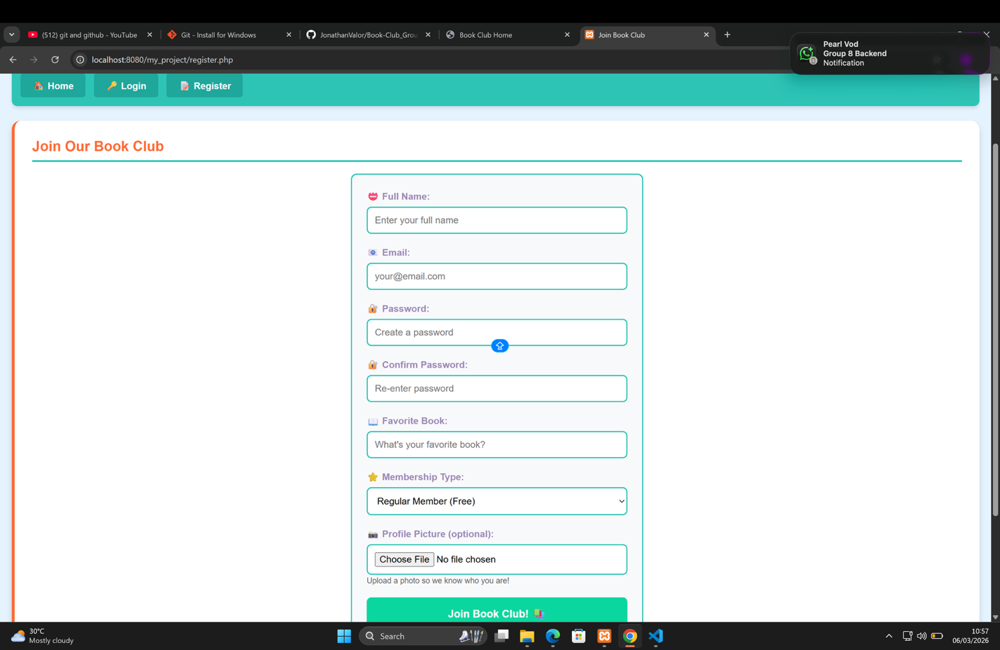 (512) git and github - YouTube
Git - Install for Windows
JonathanValor/Book-Club_Grou
Book Club Home
Join Book Club
localhost:8080/my_project/register.php
Pearl Vod
Group 8 Backend
Notification
Home
Login
Register
Join Our Book Club
Full Name:
Enter your full name
Email:
your@email.com
Password:
Create a password
Confirm Password:
Re-enter password
Favorite Book:
What's your favorite book?
Membership Type:
Regular Member (Free)
Profile Picture (optional):
Choose File No file chosen
Upload a photo so we know who you are!
Join Book Club!
30°C
Mostly cloudy
Search
10:57
06/03/2026